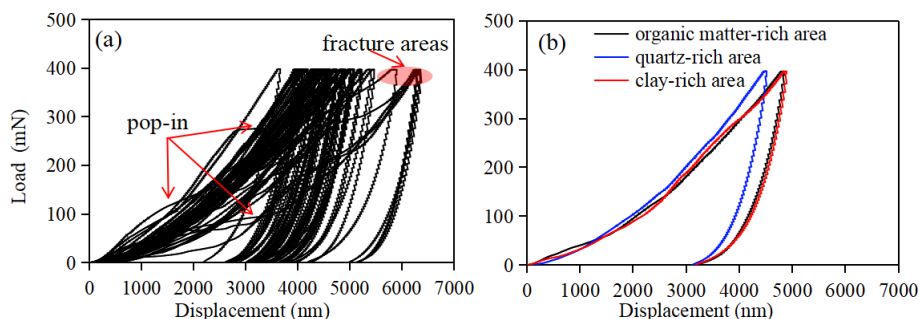 (a)
fracture areas
pop-in
Load (mN)
500
400
300
200
100
0
0 1000 2000 3000 4000 5000 6000 7000
Displacement (nm)
(b)
organic matter-rich area
quartz-rich area
clay-rich area
500
400
300
200
100
0
0 1000 2000 3000 4000 5000 6000 7000
Displacement (nm)